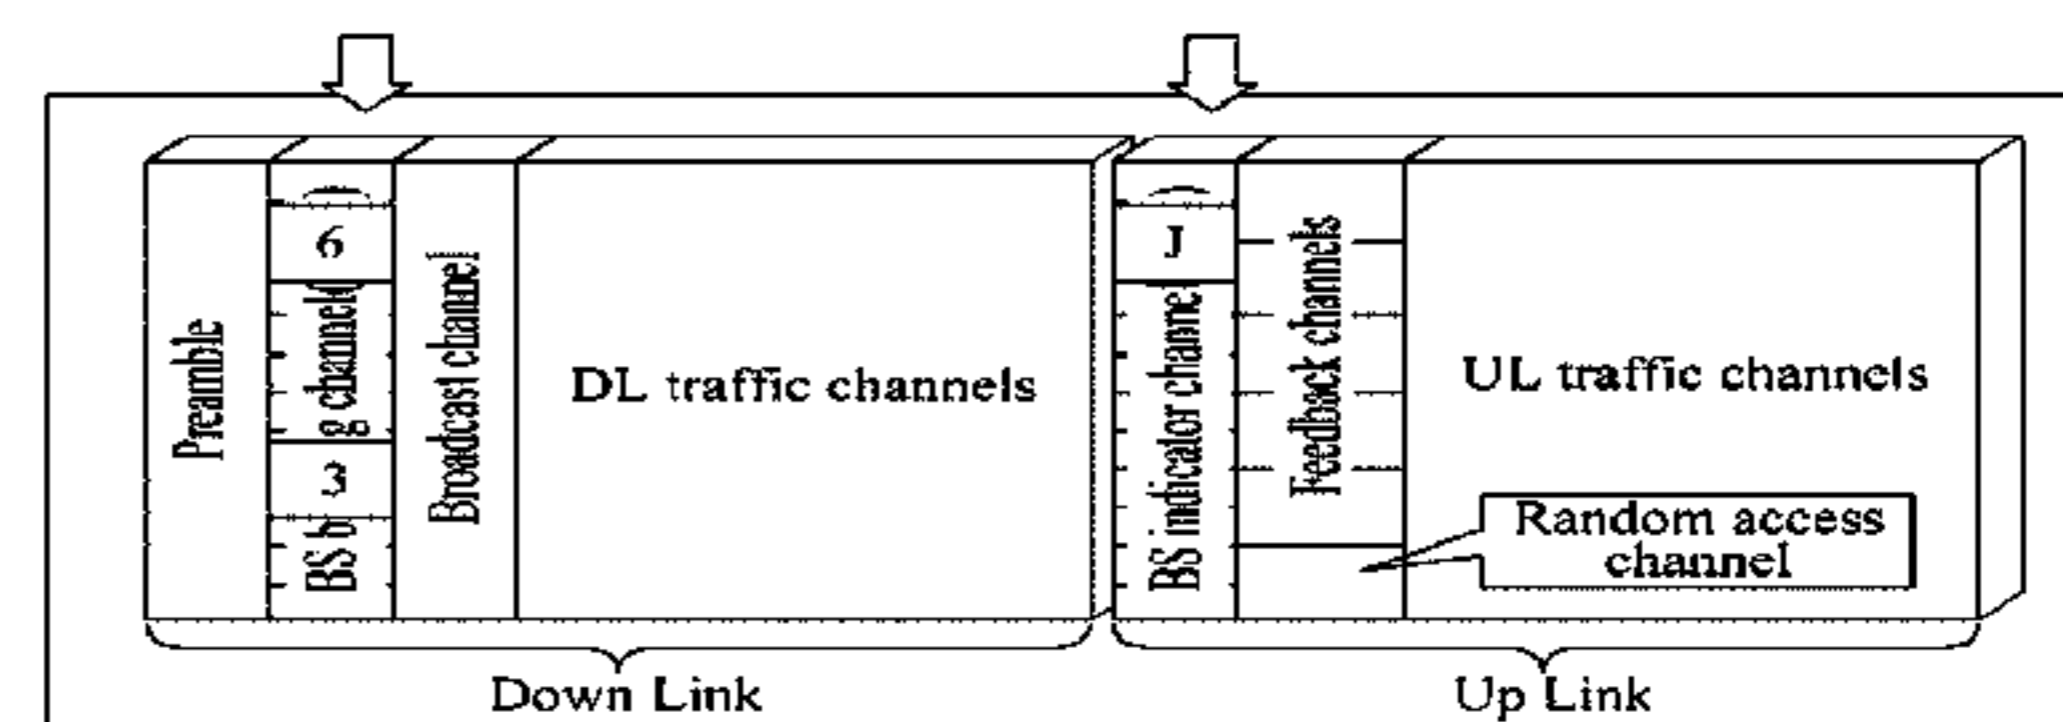 Preamble
6
g channel
3
BS b
Broadcast channel
DL traffic channels
J
BS indicator channel
Feedback channels
UL traffic channels
Random access
channel
Down Link
Up Link